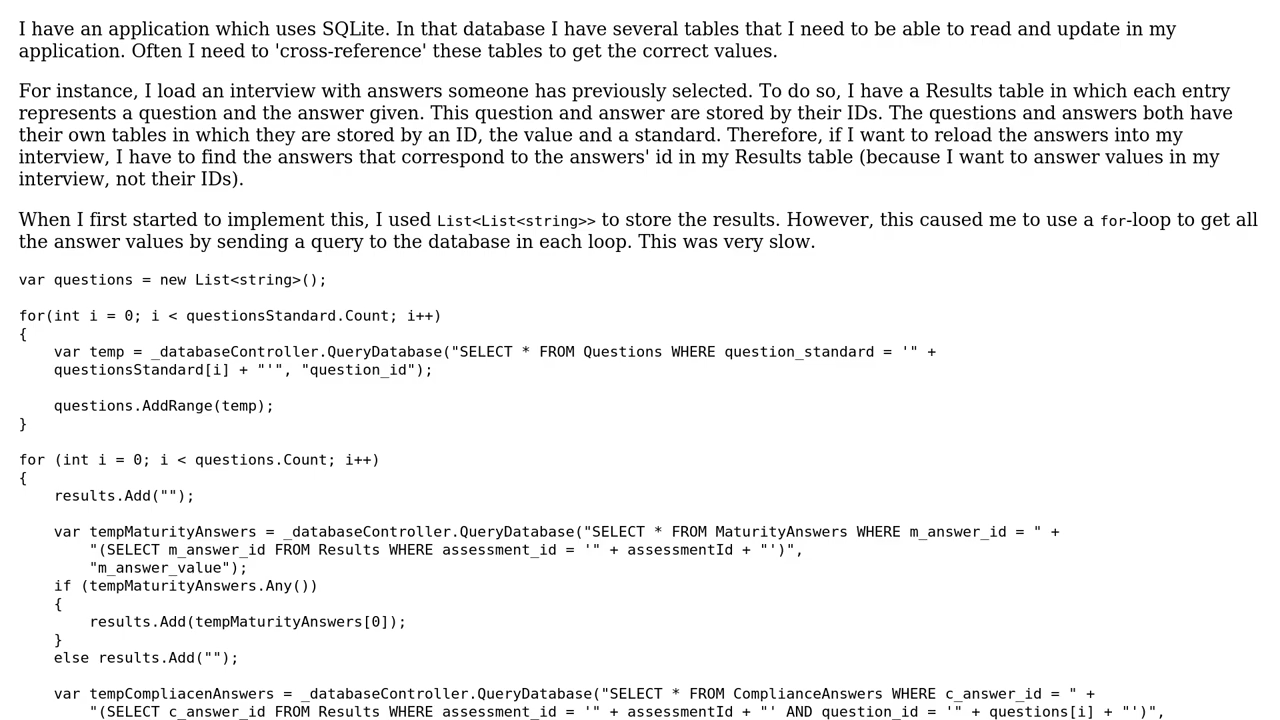 I have an application which uses SQLite. In that database I have several tables that I need to be able to read and update in my
application. Often I need to 'cross-reference' these tables to get the correct values.
For instance, I load an interview with answers someone has previously selected. To do so, I have a Results table in which each entry
represents a question and the answer given. This question and answer are stored by their IDs. The questions and answers both have
their own tables in which they are stored by an ID, the value and a standard. Therefore, if I want to reload the answers into my
interview, I have to find the answers that correspond to the answers' id in my Results table (because I want to answer values in my
interview, not their IDs).
When I first started to implement this, I used List<List<string>> to store the results. However, this caused me to use a for-loop to get all
the answer values by sending a query to the database in each loop. This was very slow.
var questions = new List<string>();
for(int i = 0; i < questionsStandard.Count; i++)
{
    var temp = _databaseController.QueryDatabase("SELECT * FROM Questions WHERE question_standard = '" +
    questionsStandard[i] + "'", "question_id");
    questions.AddRange(temp);
}
for (int i = 0; i < questions.Count; i++)
{
    results.Add("");
    var tempMaturityAnswers = _databaseController.QueryDatabase("SELECT * FROM MaturityAnswers WHERE m_answer_id = " +
        "(SELECT m_answer_id FROM Results WHERE assessment_id = '" + assessmentId + "')",
        "m_answer_value");
    if (tempMaturityAnswers.Any())
    {
        results.Add(tempMaturityAnswers[0]);
    }
    else results.Add("");
    var tempCompliacenAnswers = _databaseController.QueryDatabase("SELECT * FROM ComplianceAnswers WHERE c_answer_id = " +
        "(SELECT c_answer_id FROM Results WHERE assessment_id = '" + assessmentId + "' AND question_id = '" + questions[i] + "')",